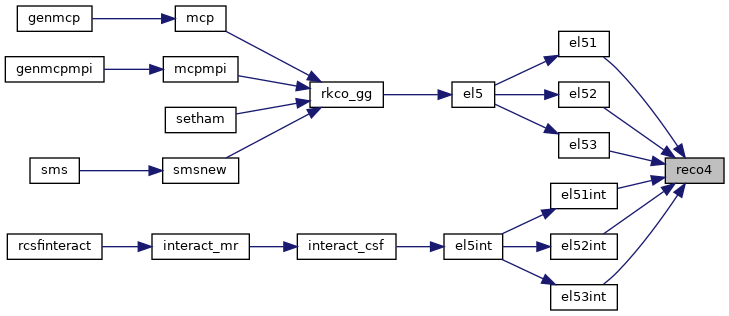 genmcp
mcp
el51
genmcpmpi
mcpmpi
rkco_gg
el5
el52
setham
el53
sms
smsnew
reco4
el51int
rcsfinteract
interact_mr
interact_csf
el5int
el52int
el53int